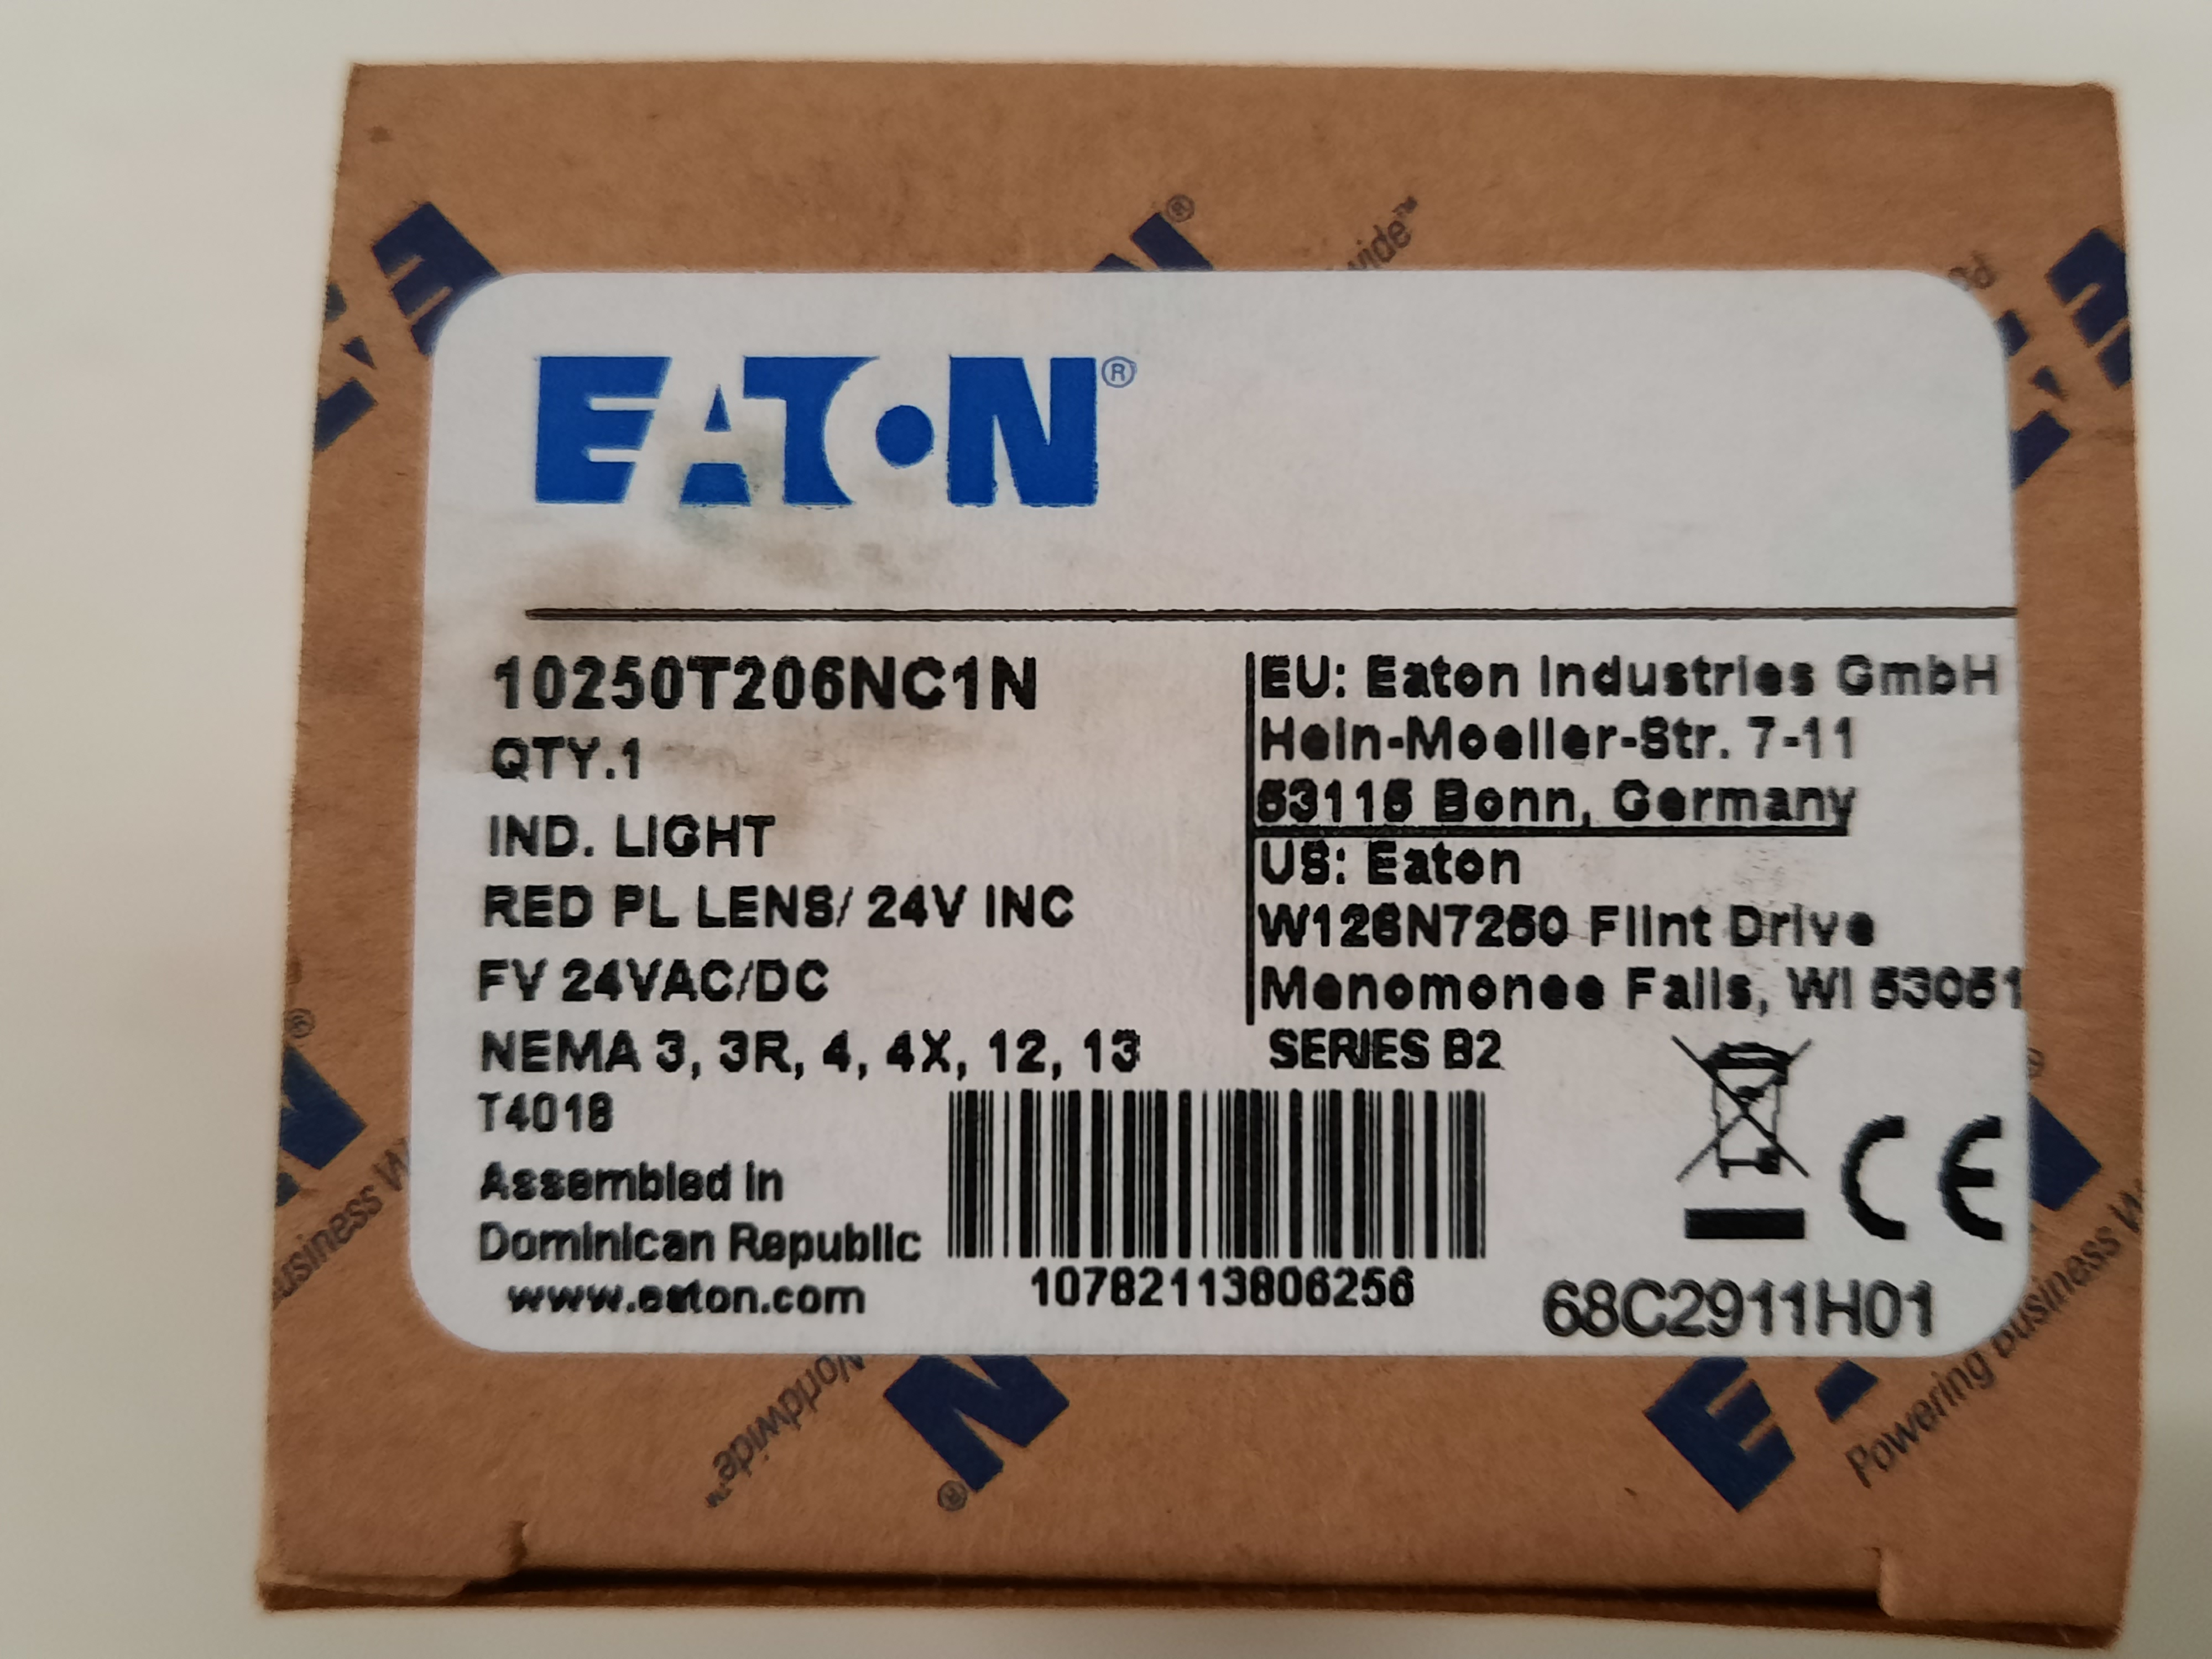 EATON®
10250T206NC1N
QTY.1
IND. LIGHT
RED PL LENS/ 24V INC
FV 24VAC/DC
NEMA 3, 3R, 4, 4X, 12, 13
T4018
Assembled in
Dominican Republic
www.eaton.com
EU: Eaton Industries GmbH
Hein-Moeller-Str. 7-11
53115 Bonn, Germany
US: Eaton
W126N7250 Flint Drive
Menomonee Falls, WI 53051
SERIES B2
10782113806256
CE
68C2911H01
Worldwide™
Powering Business W